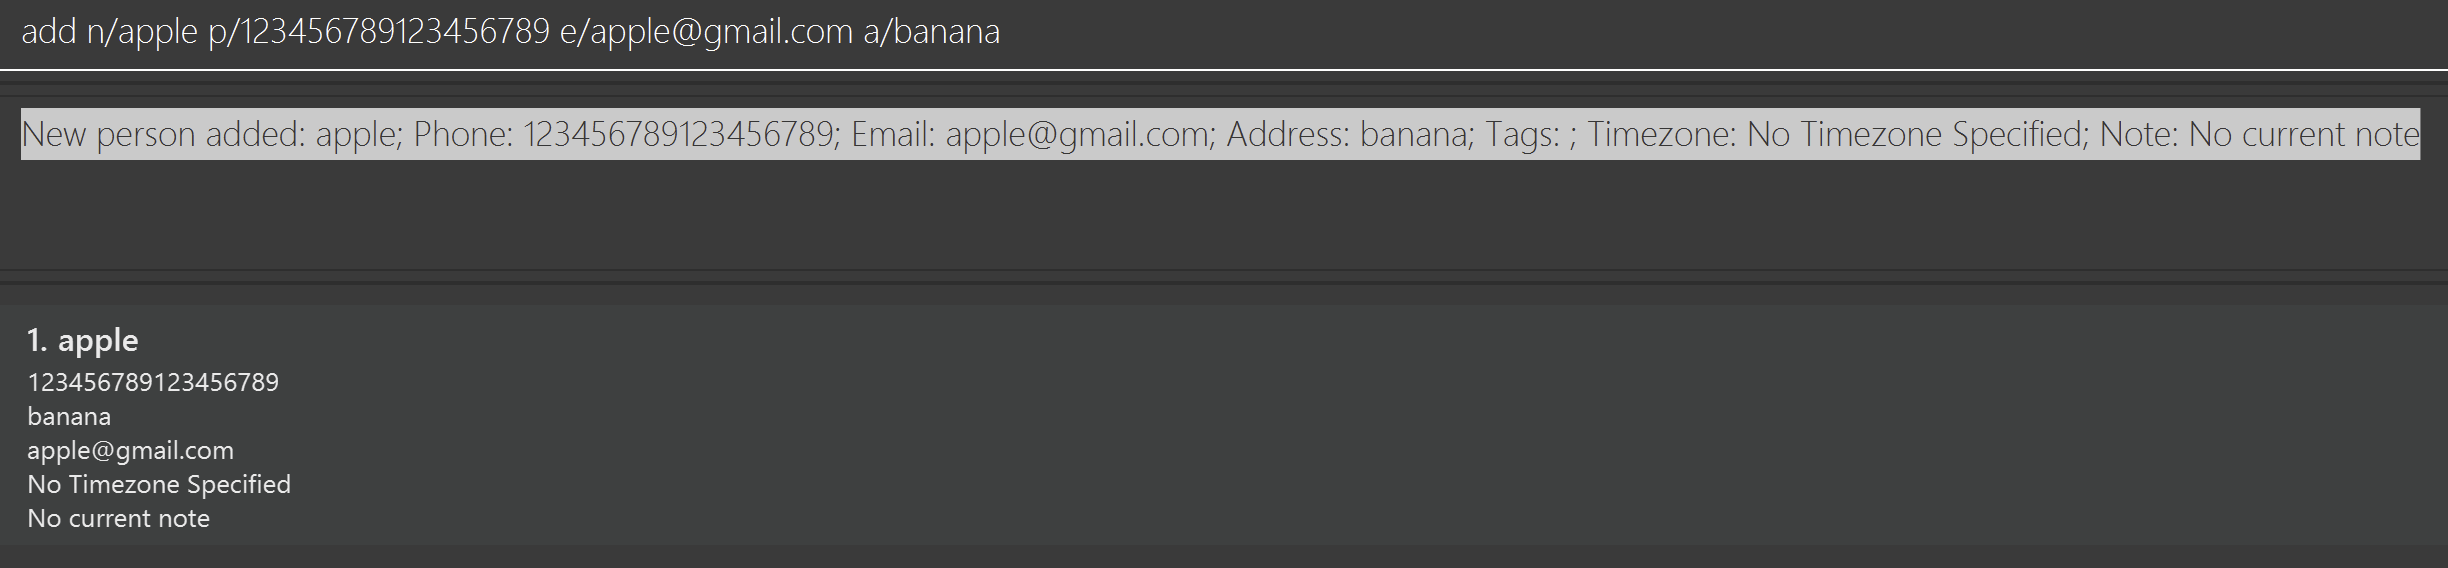 add n/apple p/123456789123456789 e/apple@gmail.com a/banana
New person added: apple; Phone: 123456789123456789; Email: apple@gmail.com; Address: banana; Tags: ; Timezone: No Timezone Specified; Note: No current note
1. apple
123456789123456789
banana
apple@gmail.com
No Timezone Specified
No current note